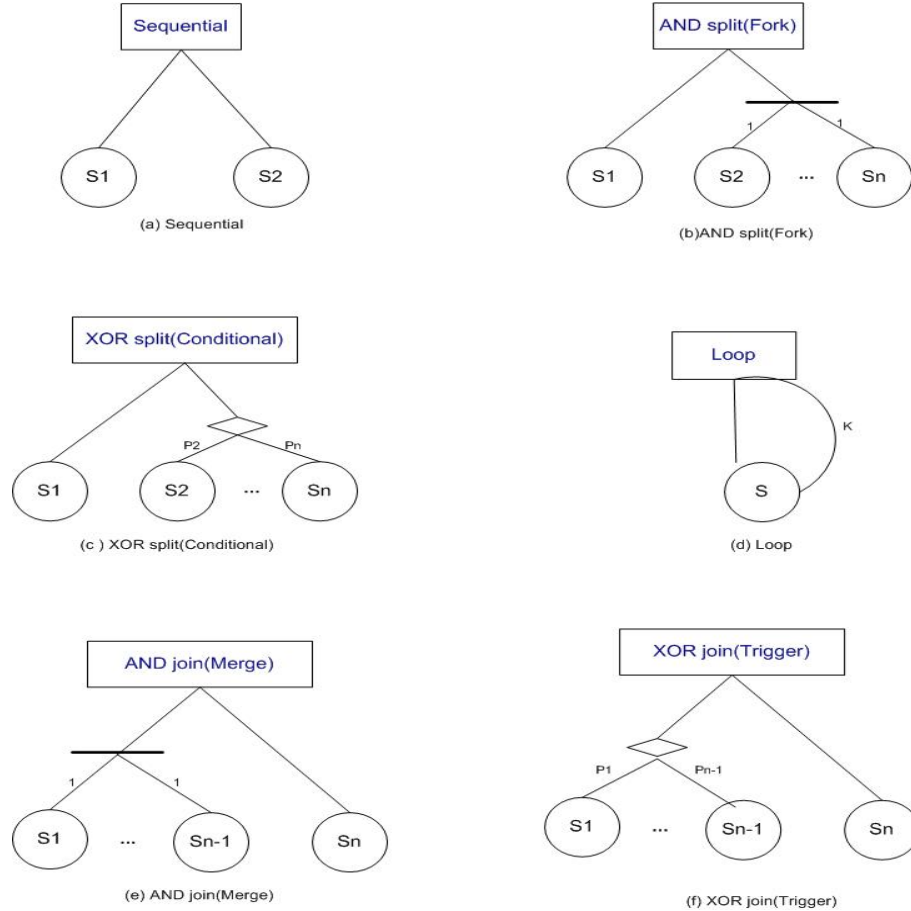 Sequential
S1
S2
(a) Sequential
AND split(Fork)
1
1
S1
S2
...
Sn
(b)AND split(Fork)
XOR split(Conditional)
P2
Pn
S1
S2
...
Sn
(c ) XOR split(Conditional)
Loop
K
S
(d) Loop
AND join(Merge)
1
1
S1
...
Sn-1
Sn
(e) AND join(Merge)
XOR join(Trigger)
P1
Pn-1
S1
...
Sn-1
Sn
(f) XOR join(Trigger)